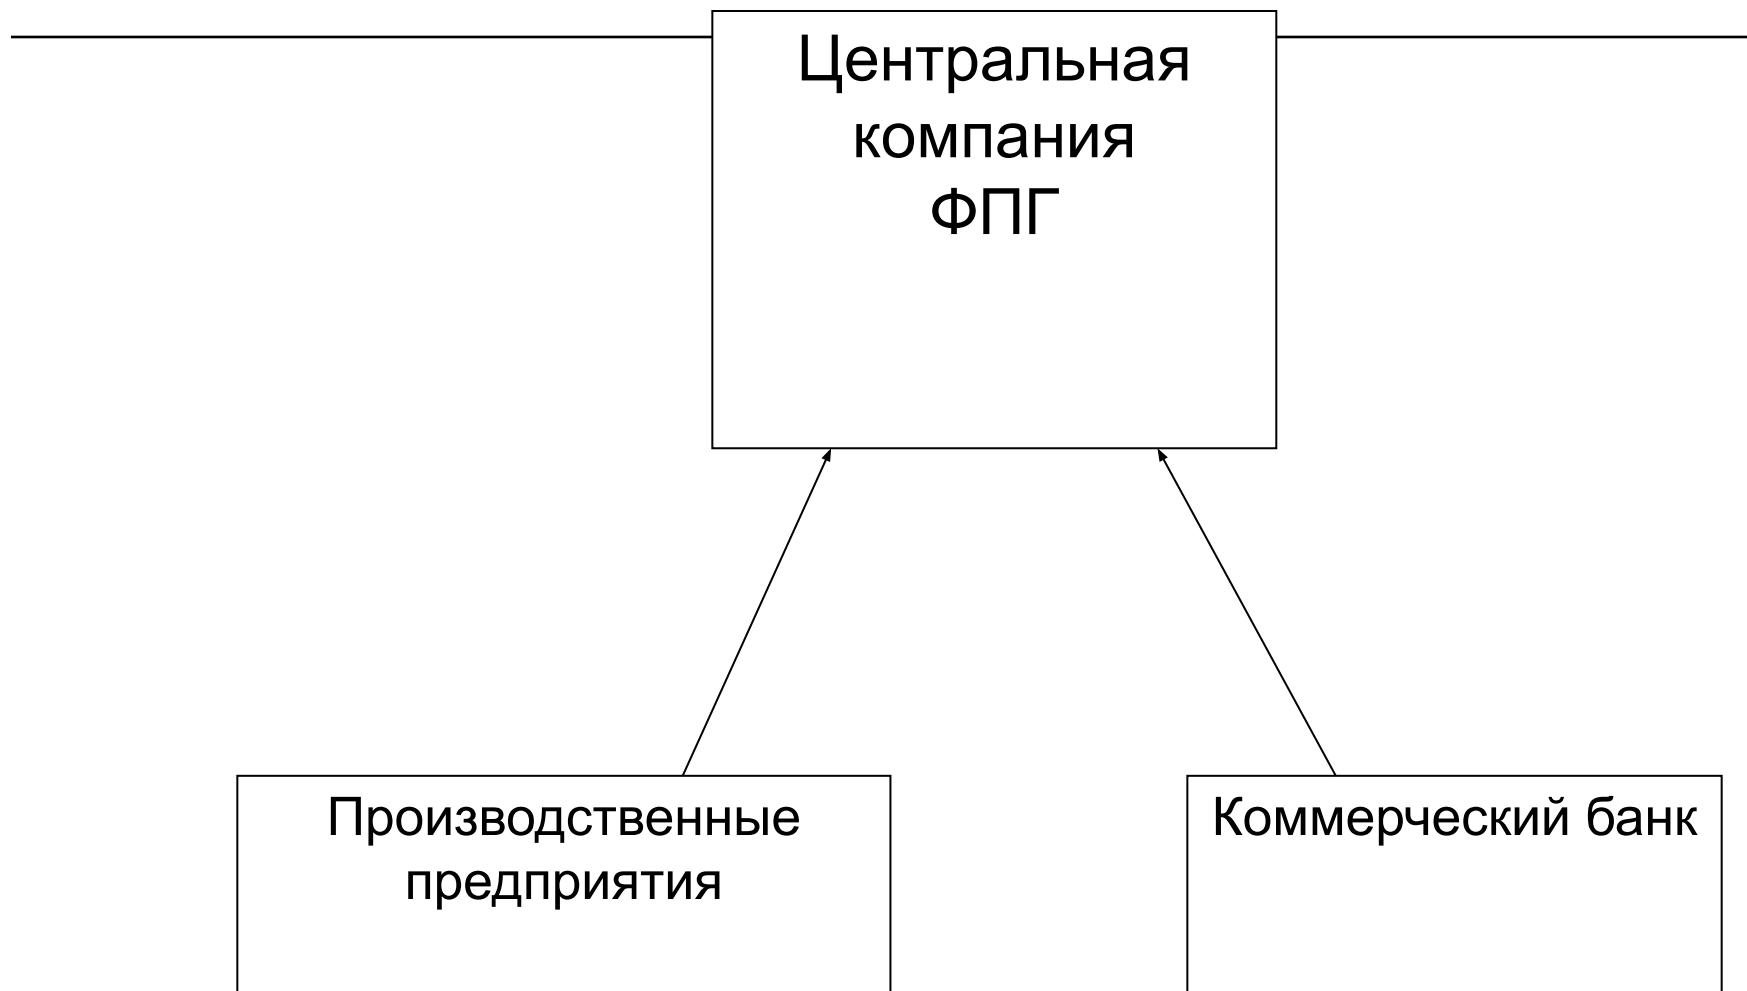 Центральная
компания
ФПГ
Производственные
предприятия
Коммерческий банк